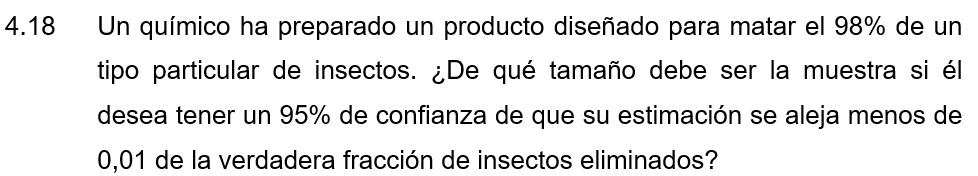 4.18 Un químico ha preparado un producto diseñado para matar el 98% de un
tipo particular de insectos. ¿De qué tamaño debe ser la muestra si él
desea tener un 95% de confianza de que su estimación se aleja menos de
0,01 de la verdadera fracción de insectos eliminados?